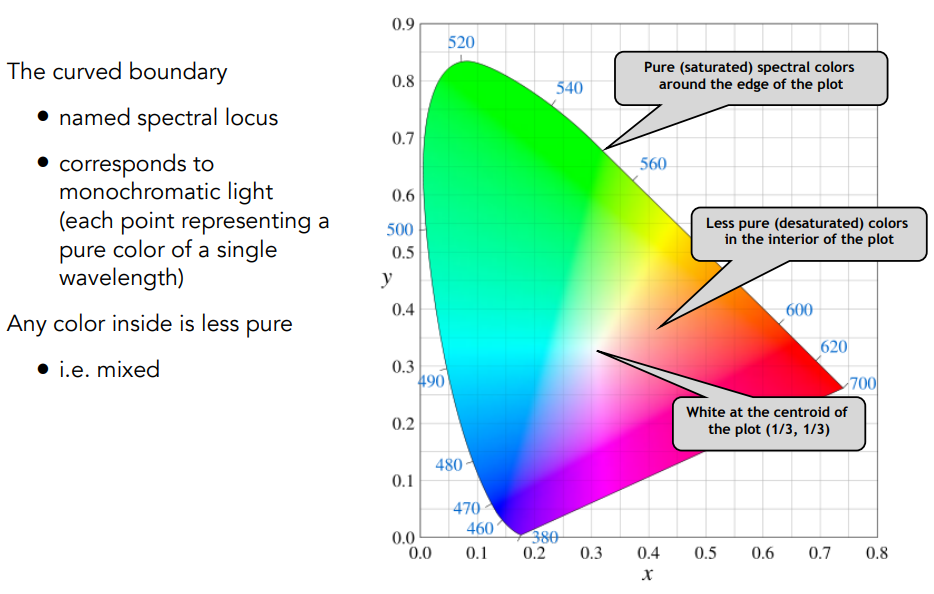 The curved boundary
● named spectral locus
● corresponds to
monochromatic light
(each point representing a
pure color of a single
wavelength)
Any color inside is less pure
● i.e. mixed
0.9
0.8
0.7
0.6
0.5
y
0.4
0.3
0.2
0.1
0.0
0.0 0.1 0.2 0.3 0.4 0.5 0.6 0.7 0.8
x
520
540
560
500
600
620
700
490
480
470
460
380
Pure (saturated) spectral colors
around the edge of the plot
Less pure (desaturated) colors
in the interior of the plot
White at the centroid of
the plot (1/3, 1/3)